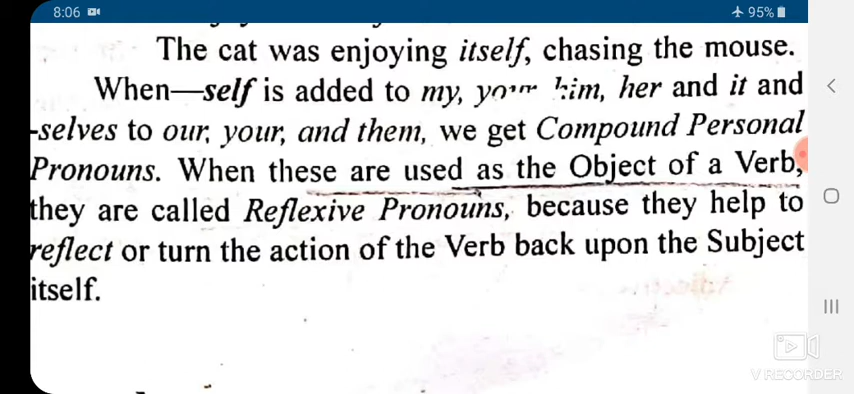 8:06
95%
The cat was enjoying itself, chasing the mouse.
When—self is added to my, your him, her and it and
-selves to our, your, and them, we get Compound Personal
Pronouns. When these are used as the Object of a Verb,
they are called Reflexive Pronouns, because they help to
reflect or turn the action of the Verb back upon the Subject
itself.
V RECORDER